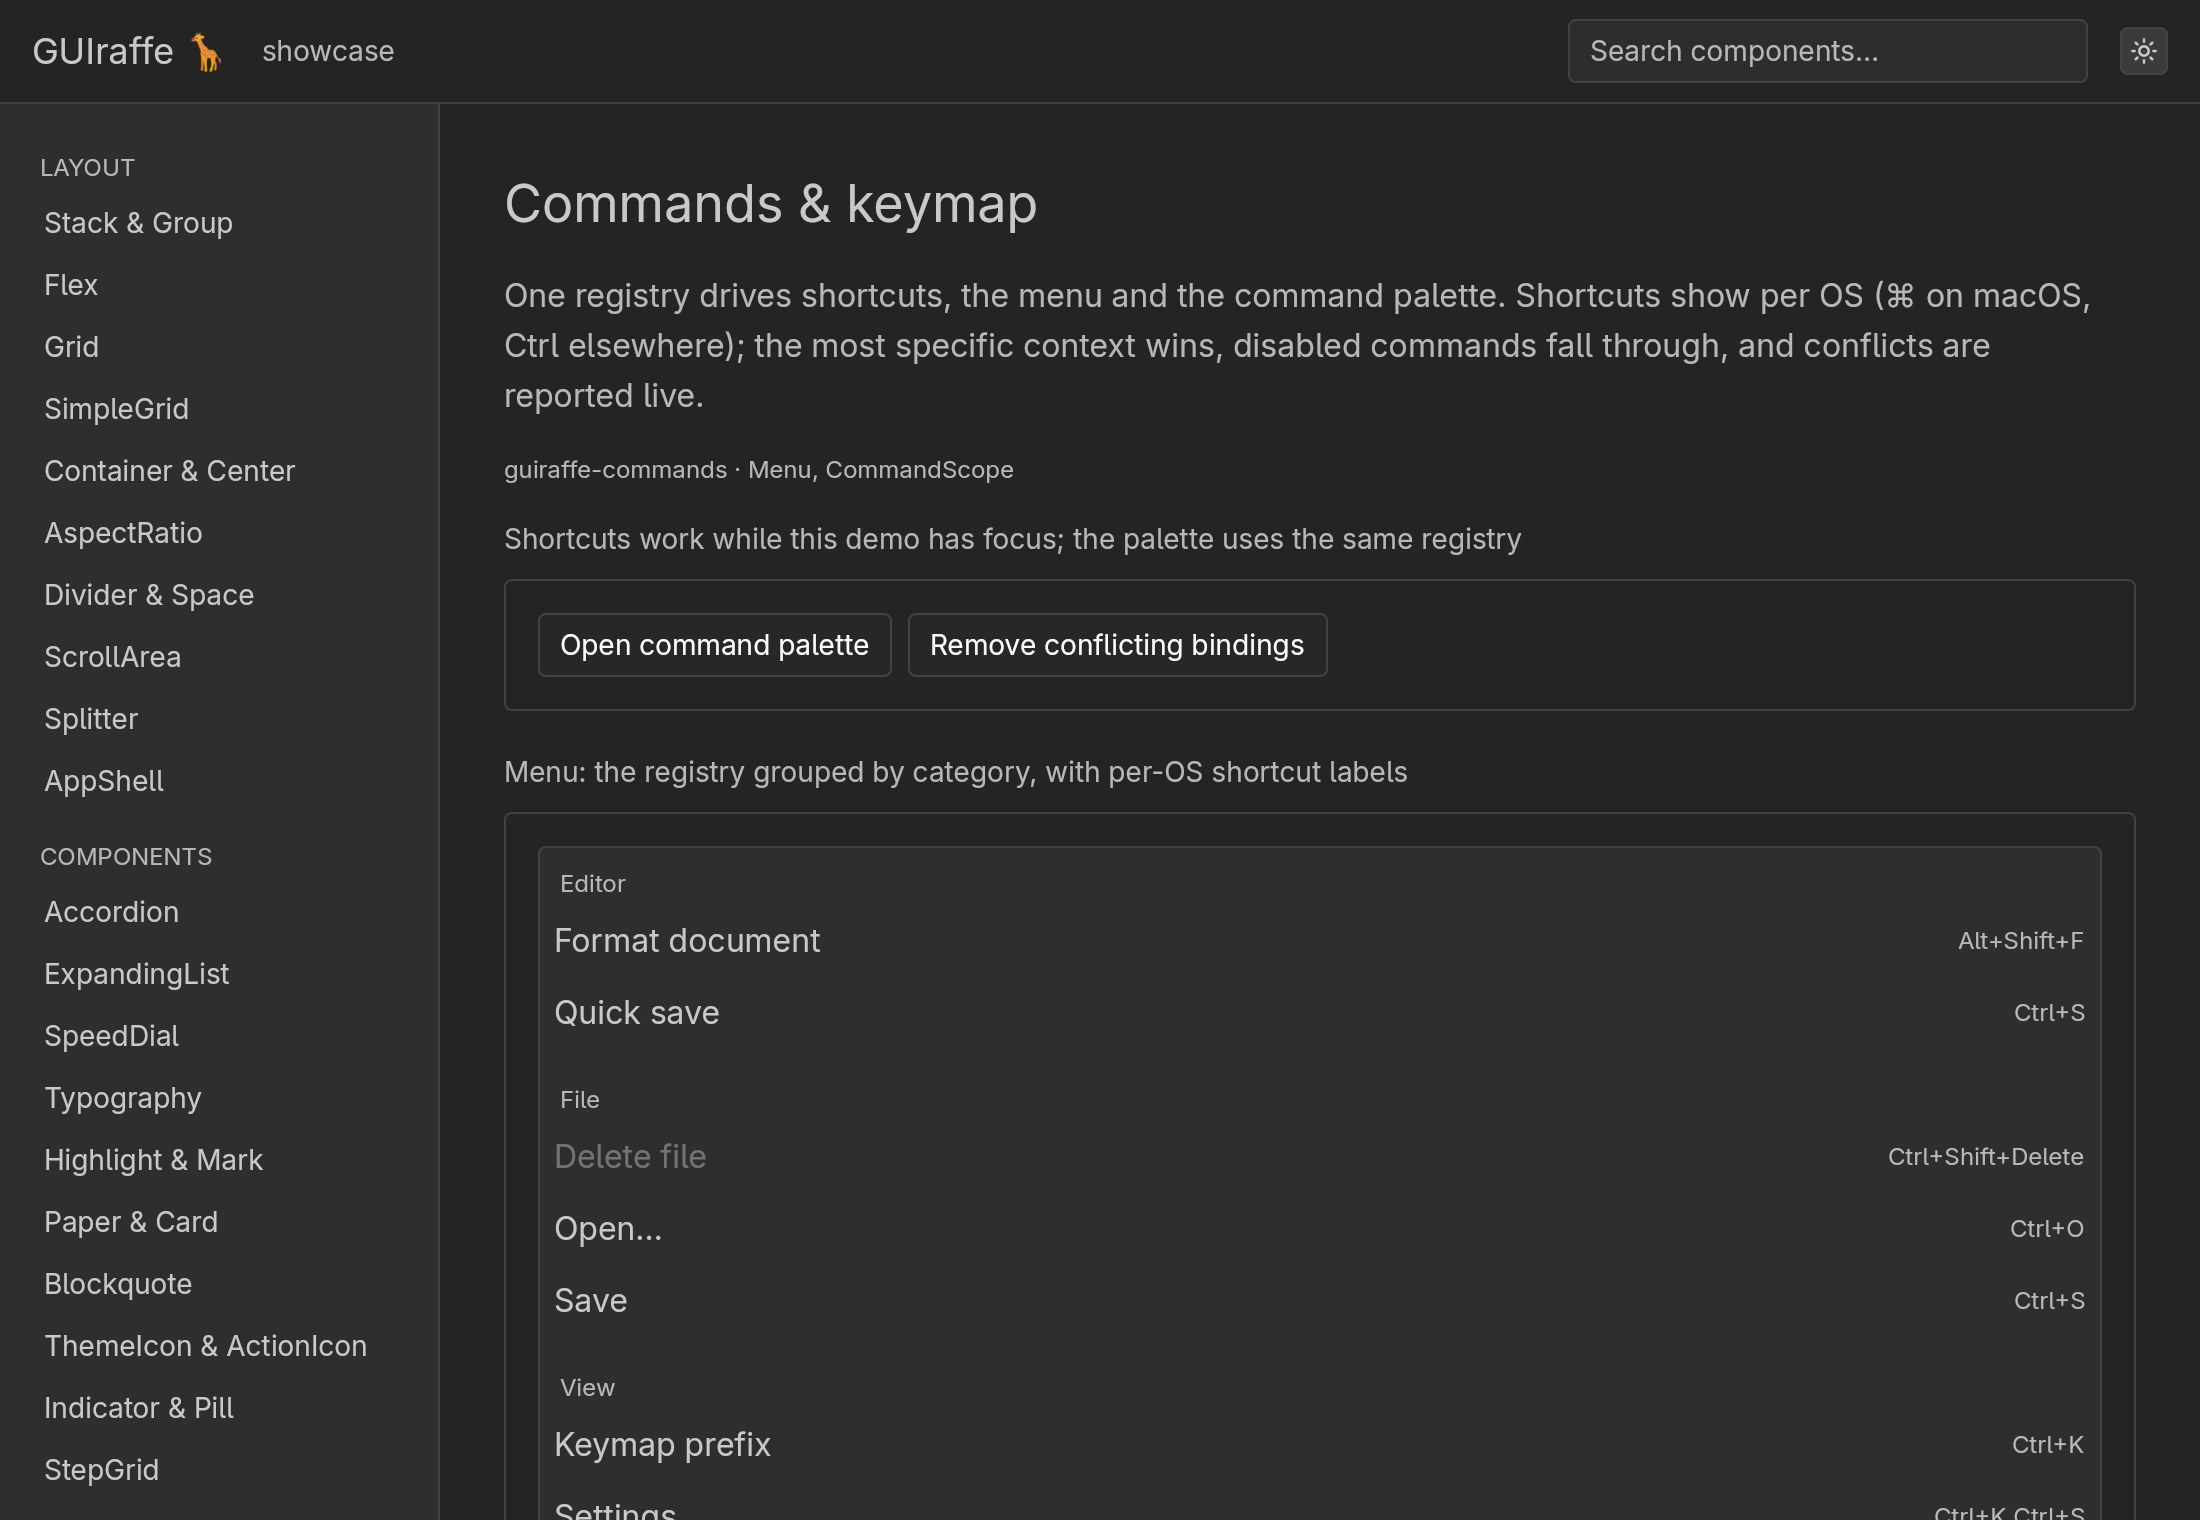 GUIraffe 🦒 showcase
Search components...
LAYOUT
Stack & Group
Flex
Grid
SimpleGrid
Container & Center
AspectRatio
Divider & Space
ScrollArea
Splitter
AppShell
COMPONENTS
Accordion
ExpandingList
SpeedDial
Typography
Highlight & Mark
Paper & Card
Blockquote
ThemeIcon & ActionIcon
Indicator & Pill
StepGrid
Commands & keymap
One registry drives shortcuts, the menu and the command palette. Shortcuts show per OS (⌘ on macOS,
Ctrl elsewhere); the most specific context wins, disabled commands fall through, and conflicts are
reported live.
guiraffe-commands · Menu, CommandScope
Shortcuts work while this demo has focus; the palette uses the same registry
Open command palette
Remove conflicting bindings
Menu: the registry grouped by category, with per-OS shortcut labels
Editor
Format document Alt+Shift+F
Quick save Ctrl+S
File
Delete file Ctrl+Shift+Delete
Open... Ctrl+O
Save Ctrl+S
View
Keymap prefix Ctrl+K
Settings Ctrl+K Ctrl+S